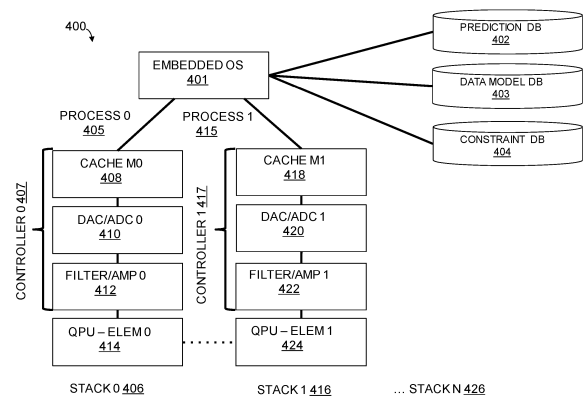 400
PREDICTION DB
402
EMBEDDED OS
401
DATA MODEL DB
403
PROCESS 0
405
PROCESS 1
415
CONSTRAINT DB
404
CONTROLLER 0 407
CACHE M0
408
CONTROLLER 1 417
CACHE M1
418
DAC/ADC 0
410
DAC/ADC 1
420
FILTER/AMP 0
412
FILTER/AMP 1
422
QPU – ELEM 0
414
QPU – ELEM 1
424
STACK 0 406
STACK 1 416
... STACK N 426